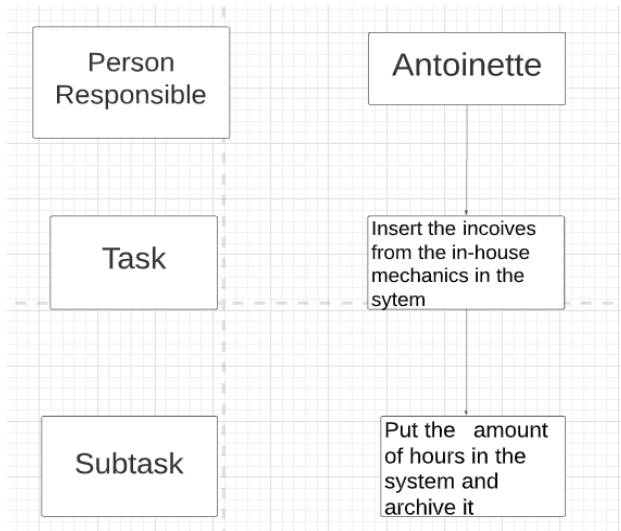 Person
Responsible
Antoinette
Task
Insert the incoives
from the in-house
mechanics in the
sytem
Subtask
Put the amount
of hours in the
system and
archive it